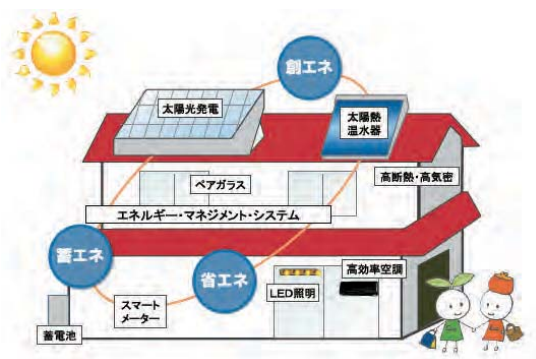 創エネ
太陽光発電
太陽熱
温水器
ペアガラス
高断熱・高気密
エネルギー・マネジメント・システム
蓄エネ
省エネ
高効率空調
LED照明
スマート
メーター
蓄電池